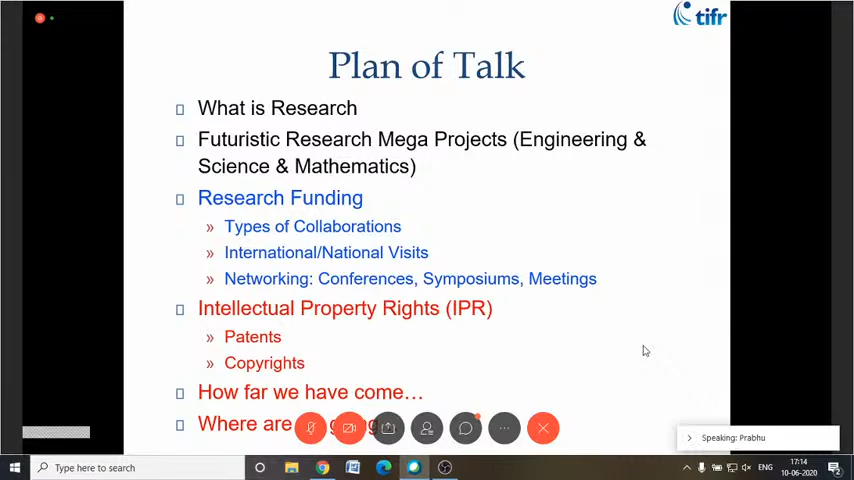 tifr
Plan of Talk
What is Research
Futuristic Research Mega Projects (Engineering &
Science & Mathematics)
Research Funding
» Types of Collaborations
» International/National Visits
» Networking: Conferences, Symposiums, Meetings
Intellectual Property Rights (IPR)
» Patents
» Copyrights
How far we have come…
Where are
Speaking: Prabhu
Type here to search
ENG
17:14
10-06-2020
2